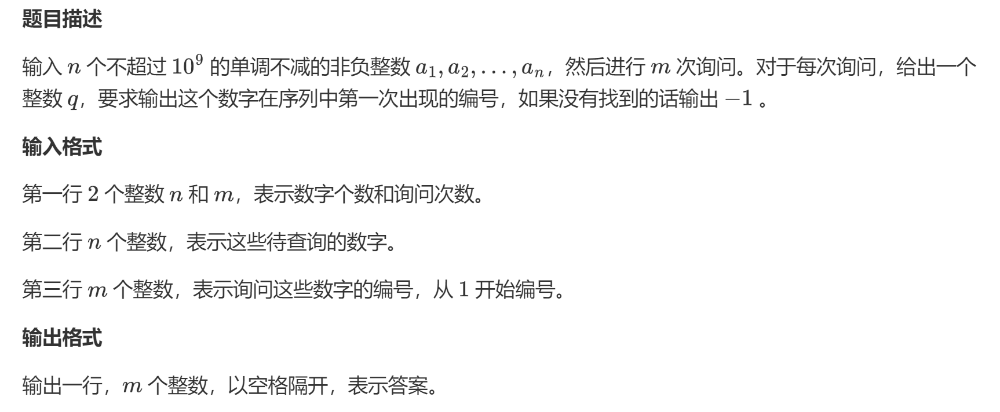 题目描述
输入 n 个不超过 10⁹ 的单调不减的非负整数 a₁, a₂, . . . , aₙ，然后进行 m 次询问。对于每次询问，给出一个
整数 q，要求输出这个数字在序列中第一次出现的编号，如果没有找到的话输出 −1 。
输入格式
第一行 2 个整数 n 和 m，表示数字个数和询问次数。
第二行 n 个整数，表示这些待查询的数字。
第三行 m 个整数，表示询问这些数字的编号，从 1 开始编号。
输出格式
输出一行，m 个整数，以空格隔开，表示答案。